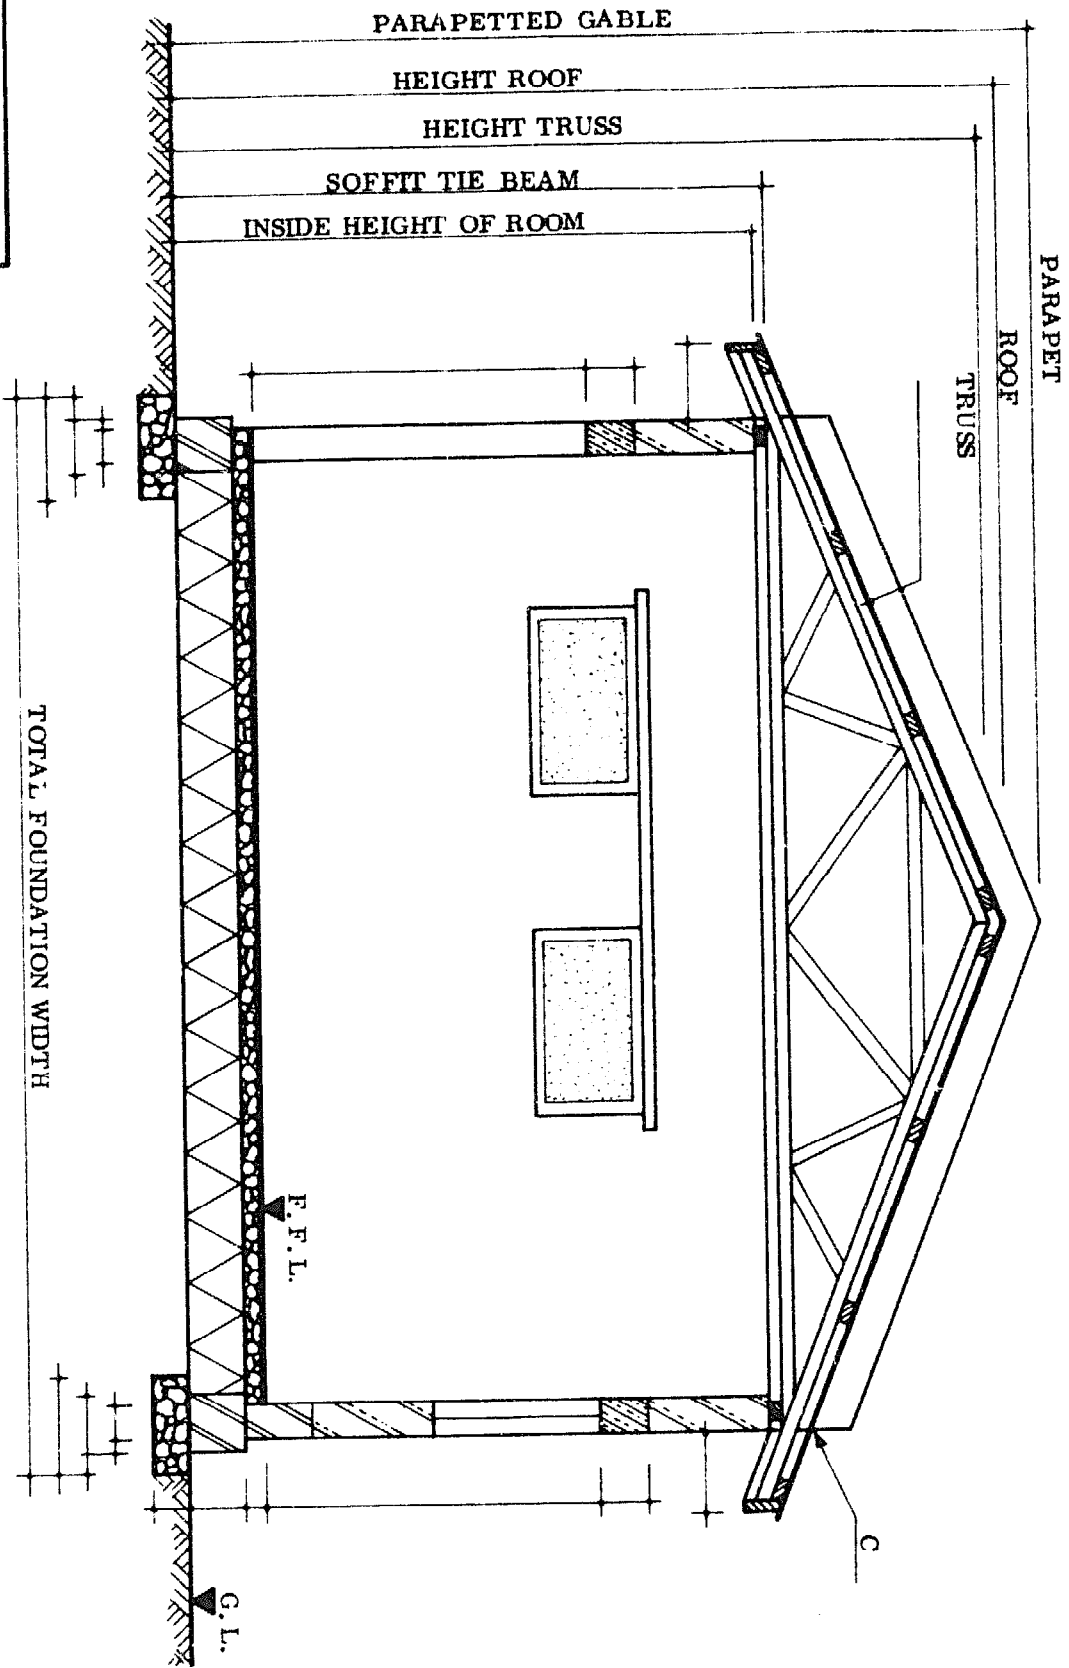 PARAPETTED GABLE
HEIGHT ROOF
HEIGHT TRUSS
SOFFIT TIE BEAM
INSIDE HEIGHT OF ROOM
PARAPET
ROOF
TRUSS
TOTAL FOUNDATION WIDTH
F.F.L.
C
G.L.